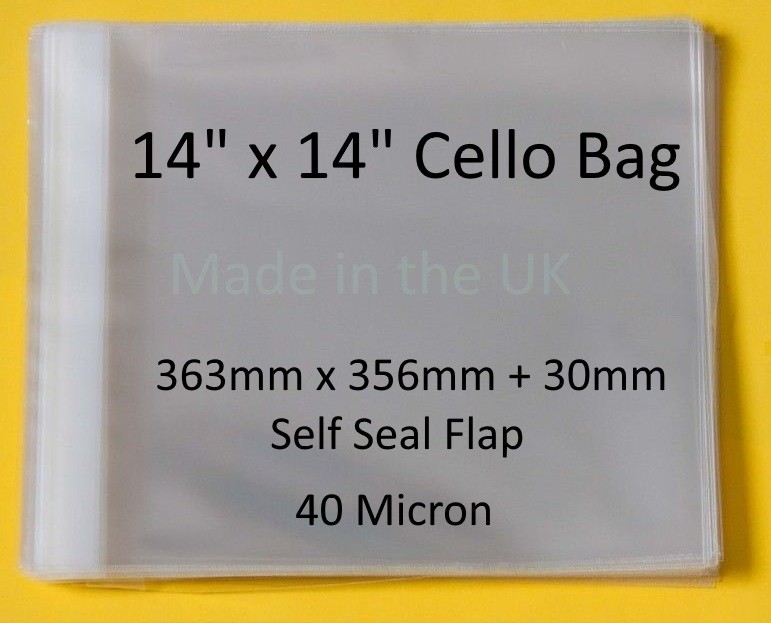 14" x 14" Cello Bag
Made in the UK
363mm x 356mm + 30mm
Self Seal Flap
40 Micron